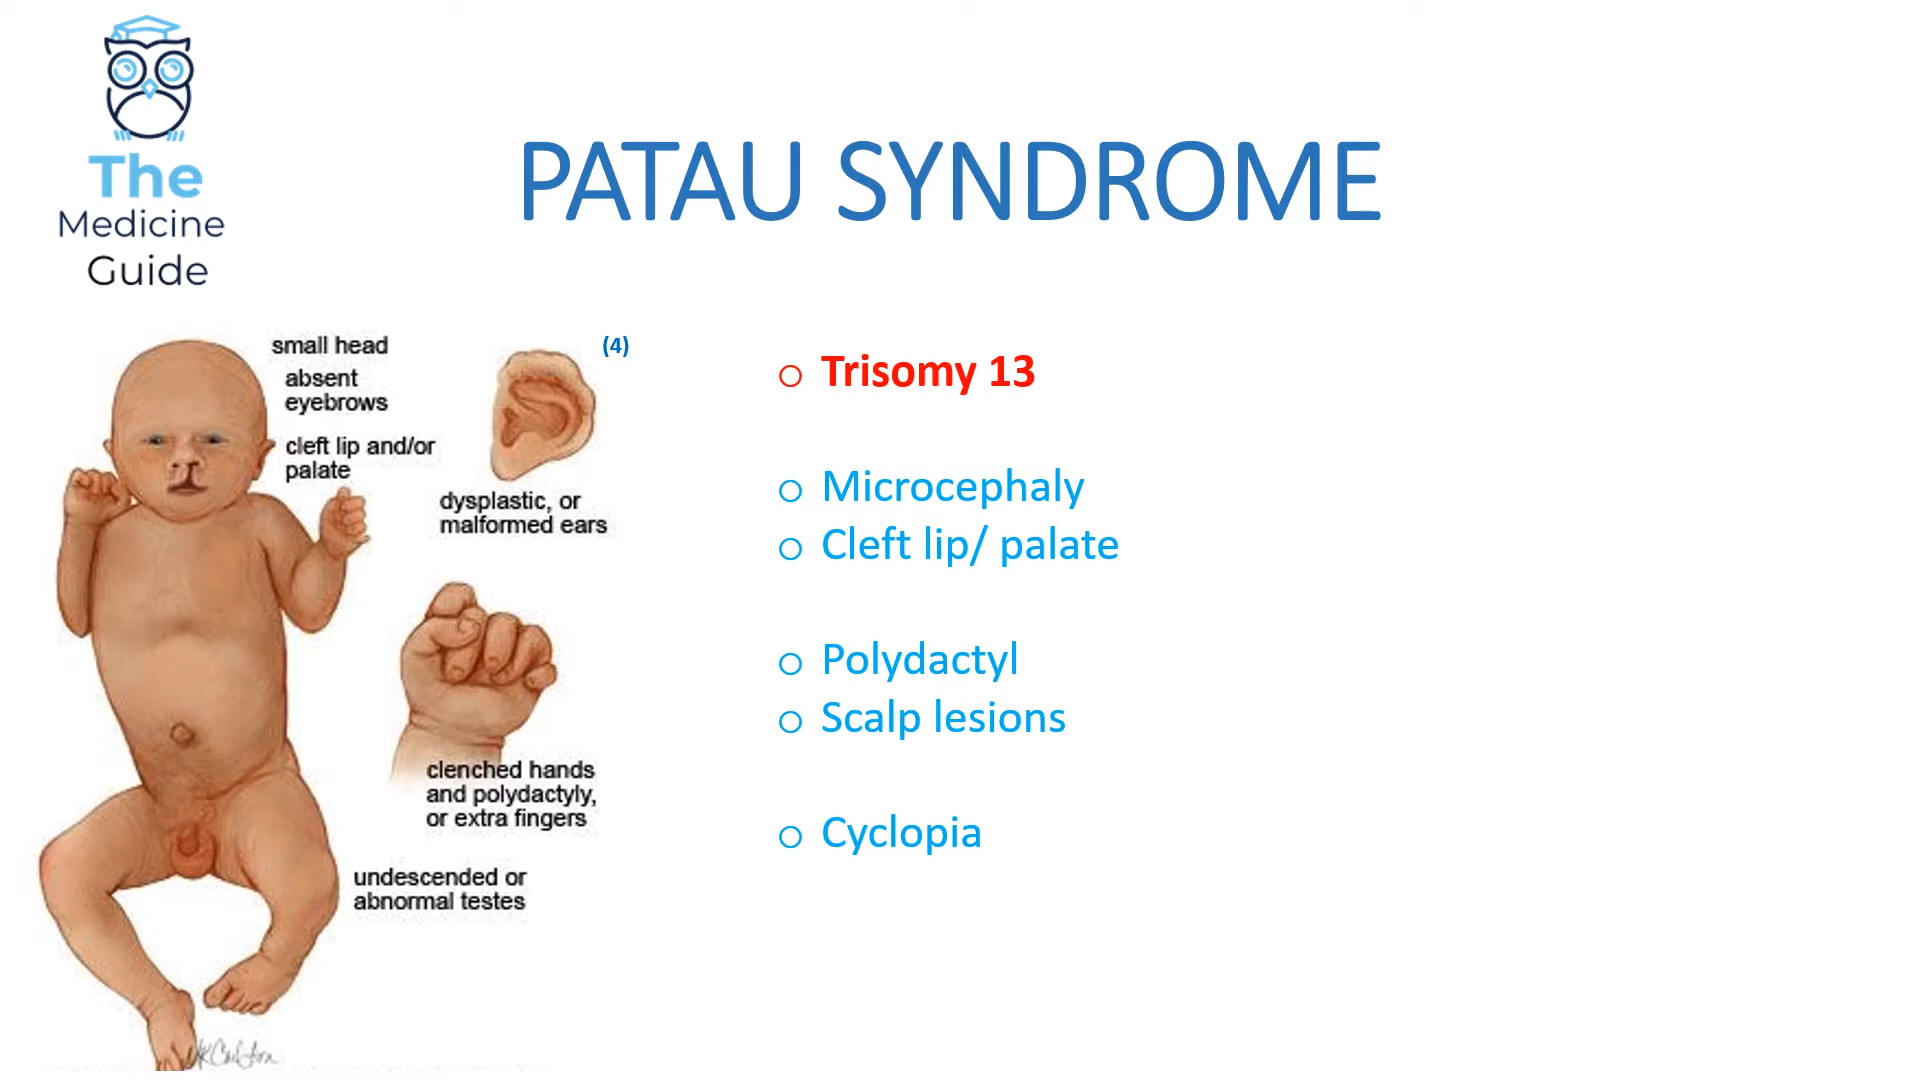 The
Medicine
Guide
PATAU SYNDROME
small head
absent
eyebrows
cleft lip and/or
palate
(4)
dysplastic, or
malformed ears
clenched hands
and polydactyly,
or extra fingers
undescended or
abnormal testes
Trisomy 13
Microcephaly
Cleft lip/ palate
Polydactyl
Scalp lesions
Cyclopia